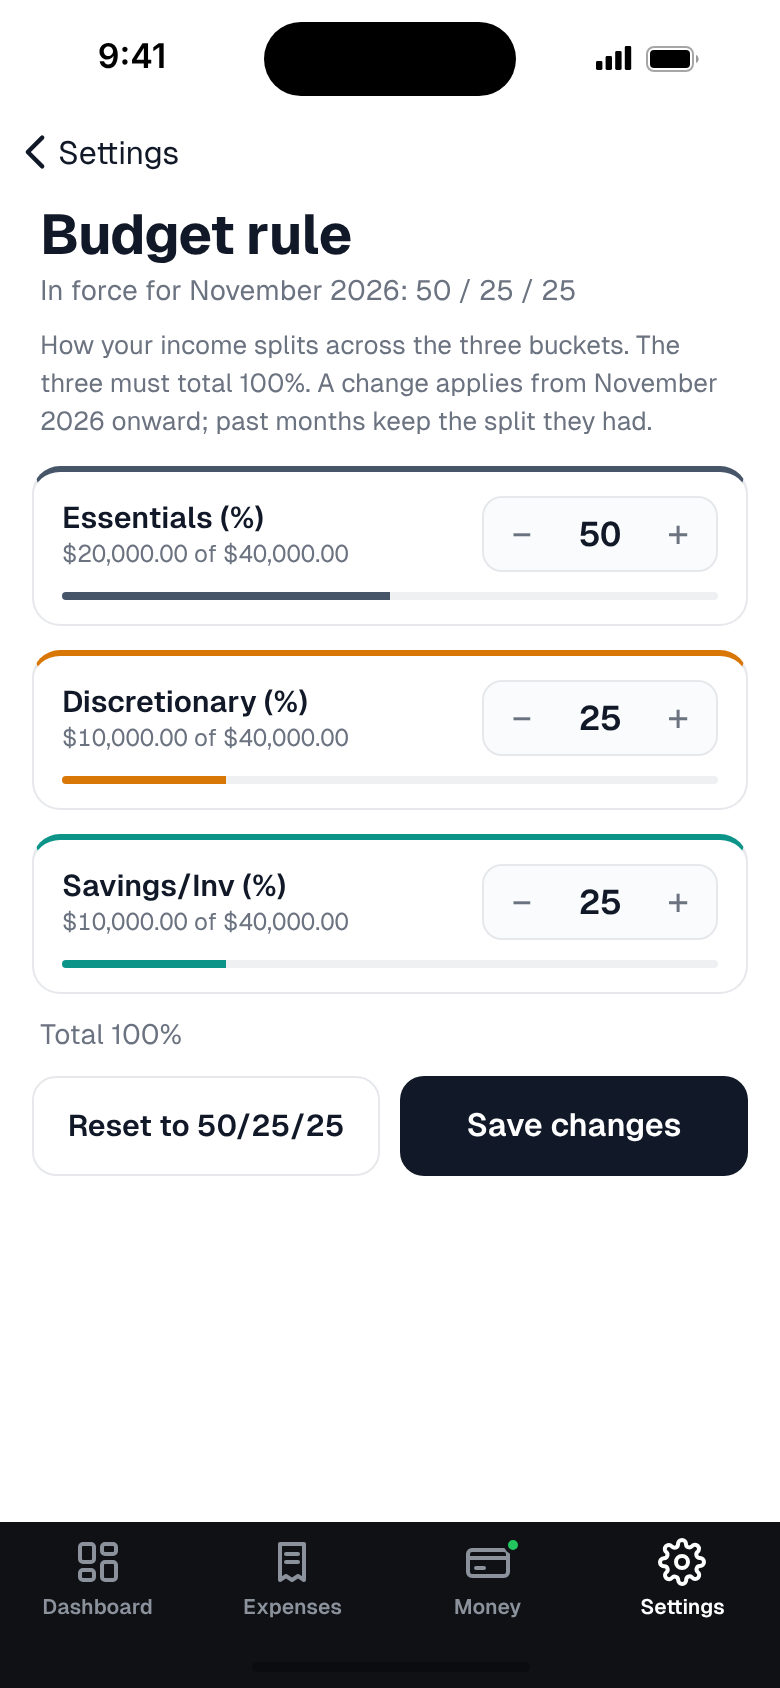 9:41
Settings
Budget rule
In force for November 2026: 50 / 25 / 25
How your income splits across the three buckets. The
three must total 100%. A change applies from November
2026 onward; past months keep the split they had.
Essentials (%)
$20,000.00 of $40,000.00
− 50 +
Discretionary (%)
$10,000.00 of $40,000.00
− 25 +
Savings/Inv (%)
$10,000.00 of $40,000.00
− 25 +
Total 100%
Reset to 50/25/25
Save changes
Dashboard
Expenses
Money
Settings